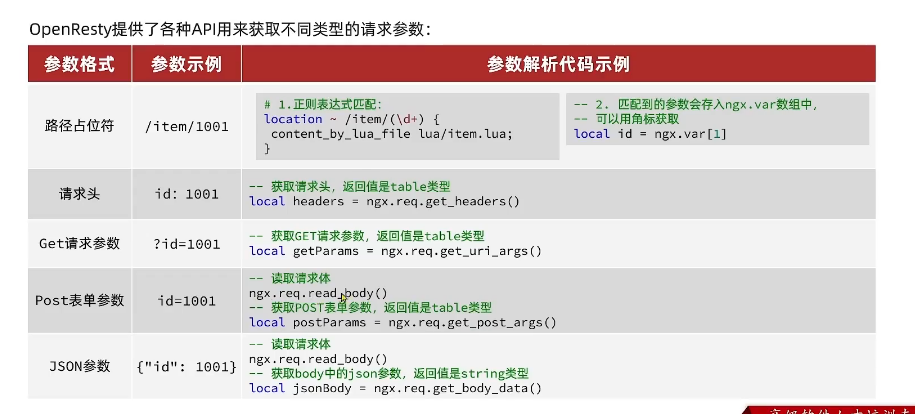 OpenResty提供了各种API用来获取不同类型的请求参数：
参数格式 参数示例 参数解析代码示例
路径占位符 /item/1001
# 1.正则表达式匹配:
location ~ /item/(\d+) {
content_by_lua_file lua/item.lua;
}
-- 2. 匹配到的参数会存入ngx.var数组中,
-- 可以用角标获取
local id = ngx.var[1]
请求头 id: 1001
-- 获取请求头，返回值是table类型
local headers = ngx.req.get_headers()
Get请求参数 ?id=1001
-- 获取GET请求参数，返回值是table类型
local getParams = ngx.req.get_uri_args()
Post表单参数 id=1001
-- 读取请求体
ngx.req.read_body()
-- 获取POST表单参数，返回值是table类型
local postParams = ngx.req.get_post_args()
JSON参数 {"id": 1001}
-- 读取请求体
ngx.req.read_body()
-- 获取body中的json参数，返回值是string类型
local jsonBody = ngx.req.get_body_data()